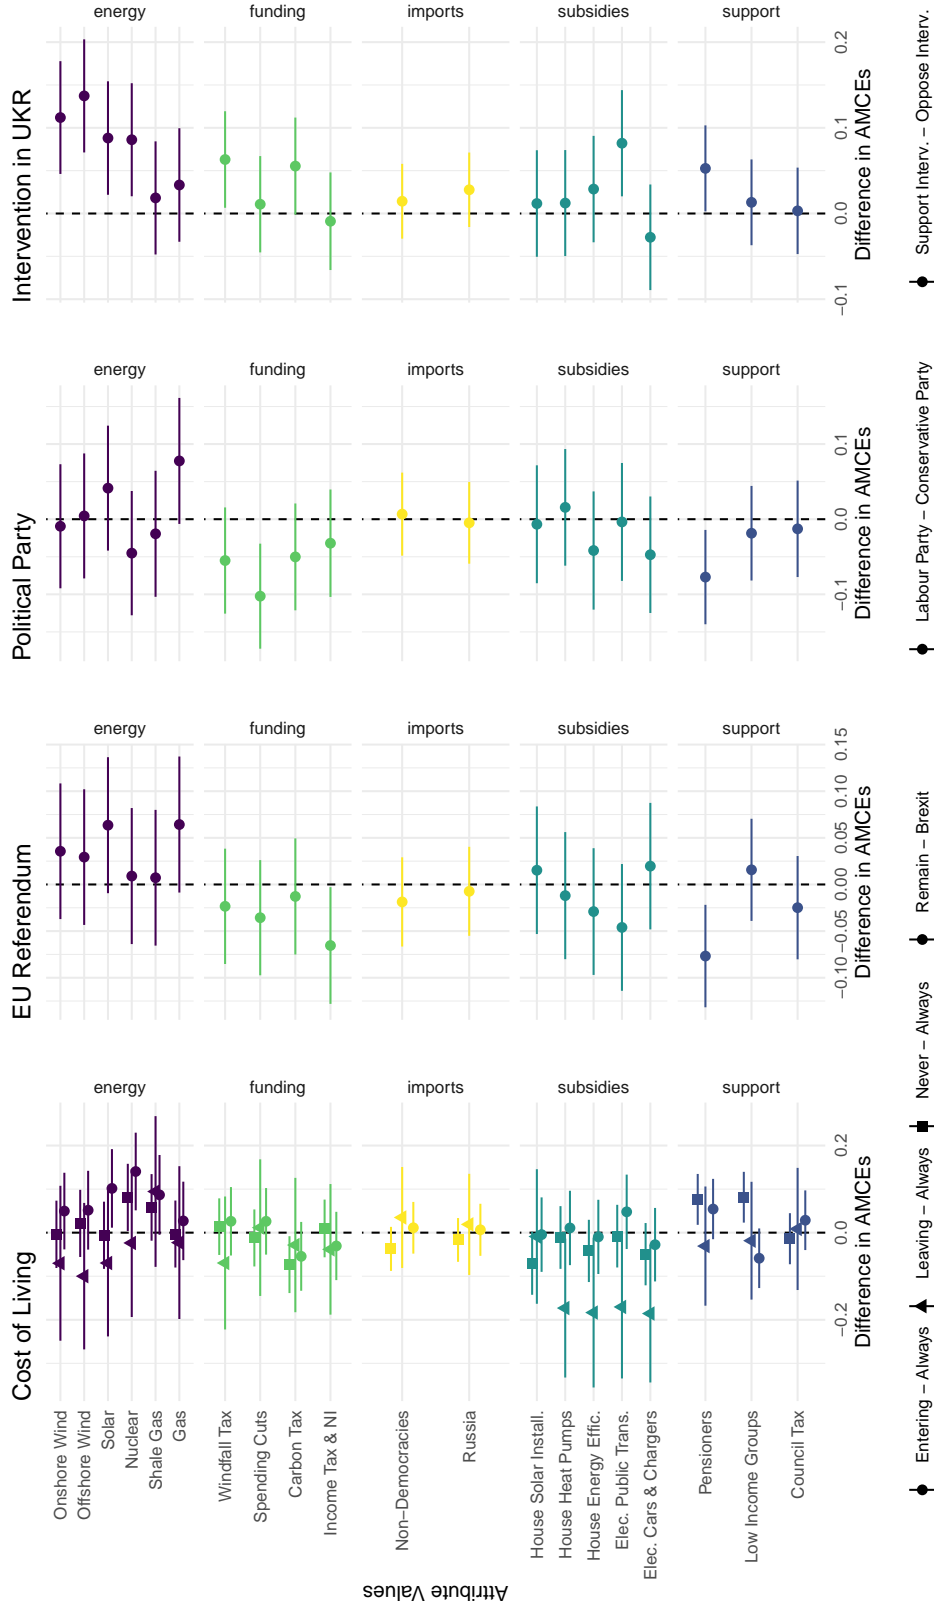 Cost of Living
EU Referendum
Political Party
Intervention in UKR
Attribute Values
Onshore Wind
Offshore Wind
Solar
Nuclear
Shale Gas
Gas
energy
energy
energy
energy
Windfall Tax
Spending Cuts
Carbon Tax
Income Tax & NI
funding
funding
funding
funding
Non−Democracies
Russia
imports
imports
imports
imports
House Solar Install.
House Heat Pumps
House Energy Effic.
Elec. Public Trans.
Elec. Cars & Chargers
subsidies
subsidies
subsidies
subsidies
Pensioners
Low Income Groups
Council Tax
support
support
support
support
−0.2 0.0 0.2
−0.10 −0.05 0.00 0.05 0.10 0.15
−0.1 0.0 0.1
−0.1 0.0 0.1 0.2
Difference in AMCEs
Difference in AMCEs
Difference in AMCEs
Difference in AMCEs
Entering − Always
Leaving − Always
Never − Always
Remain − Brexit
Labour Party − Conservative Party
Support Interv. − Oppose Interv.